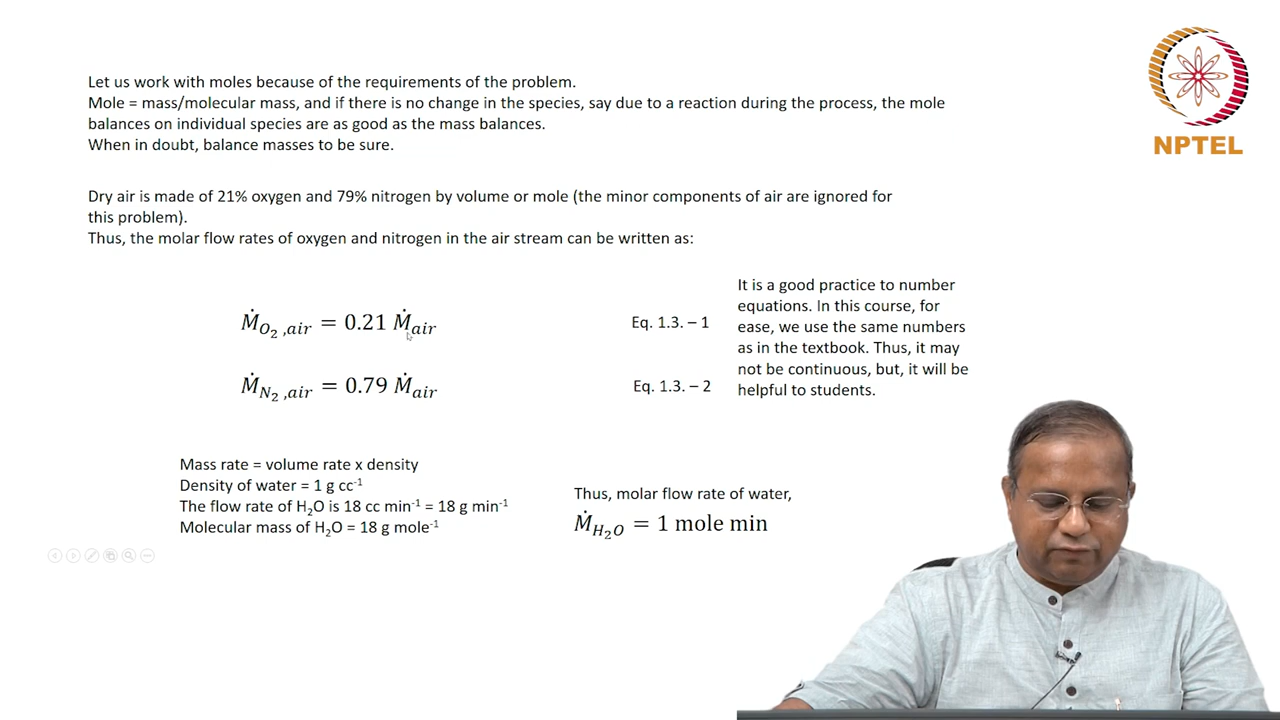 Let us work with moles because of the requirements of the problem.
Mole = mass/molecular mass, and if there is no change in the species, say due to a reaction during the process, the mole
balances on individual species are as good as the mass balances.
When in doubt, balance masses to be sure.
NPTEL
Dry air is made of 21% oxygen and 79% nitrogen by volume or mole (the minor components of air are ignored for
this problem).
Thus, the molar flow rates of oxygen and nitrogen in the air stream can be written as:
Ṁ_{O₂,air} = 0.21 Ṁ_{air}
Eq. 1.3. – 1
Ṁ_{N₂,air} = 0.79 Ṁ_{air}
Eq. 1.3. – 2
It is a good practice to number
equations. In this course, for
ease, we use the same numbers
as in the textbook. Thus, it may
not be continuous, but, it will be
helpful to students.
Mass rate = volume rate x density
Density of water = 1 g cc⁻¹
The flow rate of H₂O is 18 cc min⁻¹ = 18 g min⁻¹
Molecular mass of H₂O = 18 g mole⁻¹
Thus, molar flow rate of water,
Ṁ_{H₂O} = 1 mole min